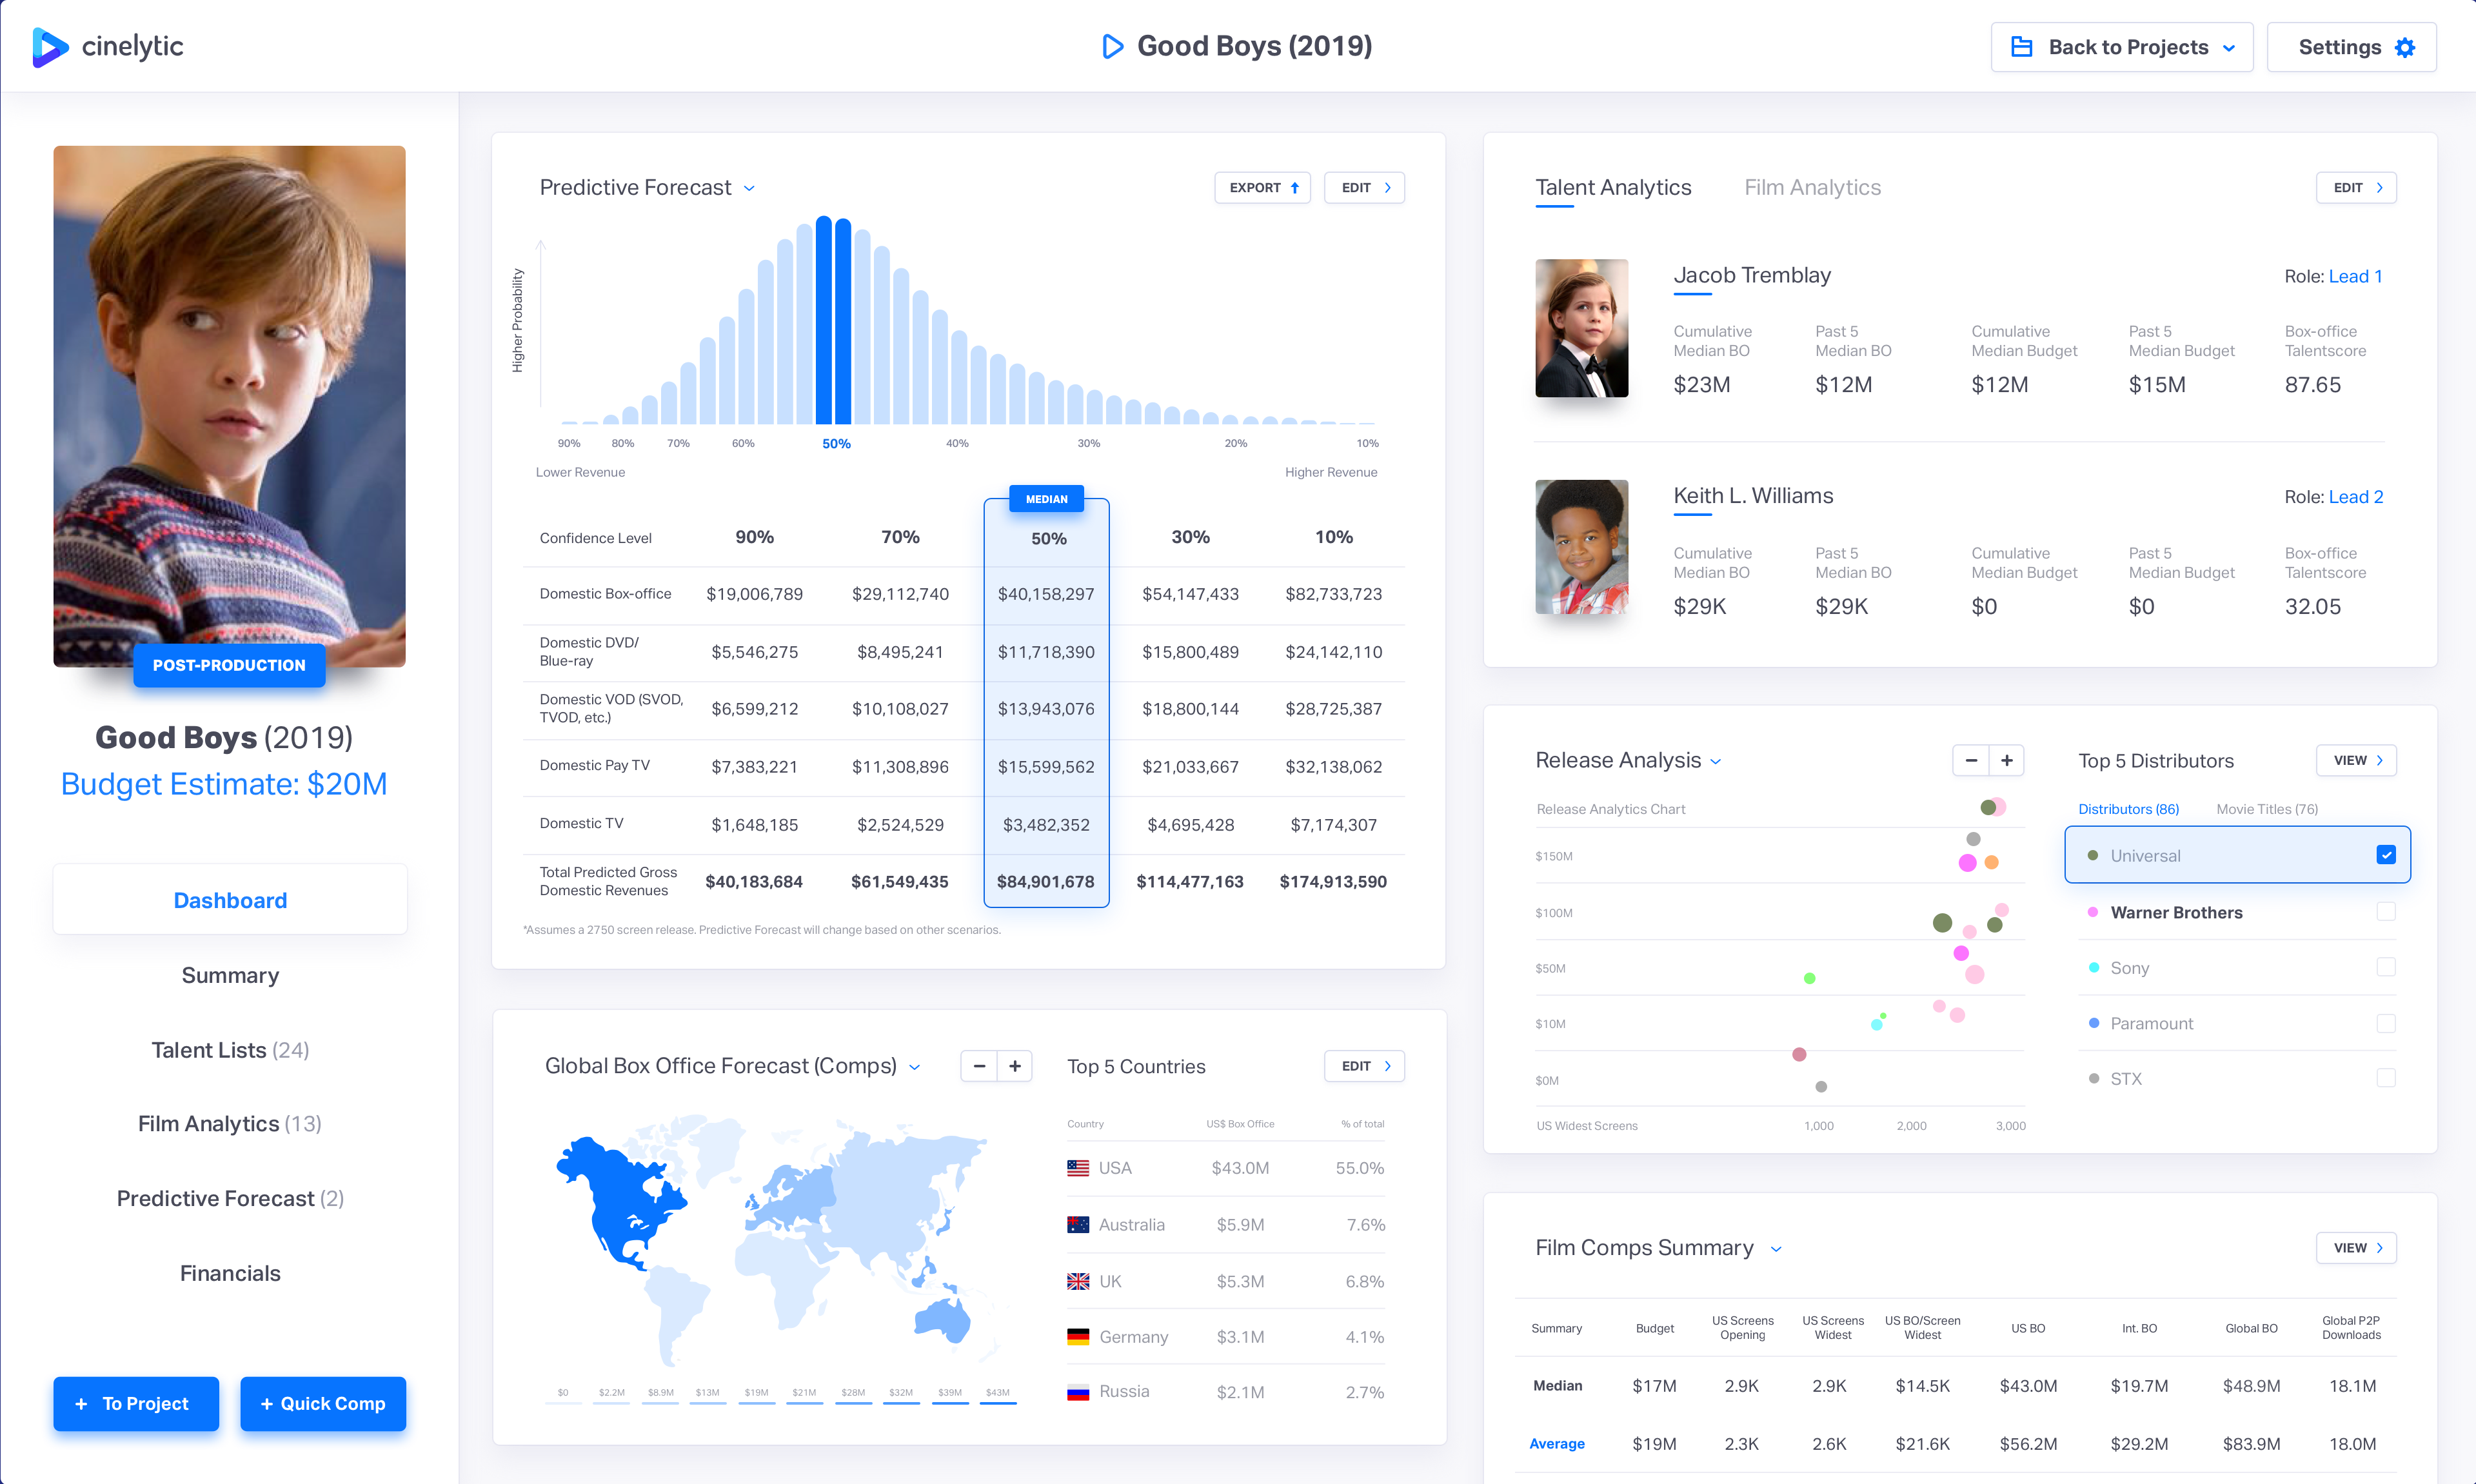 cinelytic
Good Boys (2019)
Back to Projects
Settings
POST-PRODUCTION
Good Boys (2019)
Budget Estimate: $20M
Dashboard
Summary
Talent Lists (24)
Film Analytics (13)
Predictive Forecast (2)
Financials
+ To Project
+ Quick Comp
Predictive Forecast
EXPORT
EDIT
Higher Probability
90% 80% 70% 60% 50% 40% 30% 20% 10%
Lower Revenue Higher Revenue
MEDIAN
Confidence Level 90% 70% 50% 30% 10%
Domestic Box-office $19,006,789 $29,112,740 $40,158,297 $54,147,433 $82,733,723
Domestic DVD/
Blue-ray $5,546,275 $8,495,241 $11,718,390 $15,800,489 $24,142,110
Domestic VOD (SVOD,
TVOD, etc.) $6,599,212 $10,108,027 $13,943,076 $18,800,144 $28,725,387
Domestic Pay TV $7,383,221 $11,308,896 $15,599,562 $21,033,667 $32,138,062
Domestic TV $1,648,185 $2,524,529 $3,482,352 $4,695,428 $7,174,307
Total Predicted Gross
Domestic Revenues $40,183,684 $61,549,435 $84,901,678 $114,477,163 $174,913,590
*Assumes a 2750 screen release. Predictive Forecast will change based on other scenarios.
Global Box Office Forecast (Comps)
− +
$0 $2.2M $8.9M $13M $19M $21M $28M $32M $39M $43M
Top 5 Countries
EDIT
Country US$ Box Office % of total
USA $43.0M 55.0%
Australia $5.9M 7.6%
UK $5.3M 6.8%
Germany $3.1M 4.1%
Russia $2.1M 2.7%
Talent Analytics
Film Analytics
EDIT
Jacob Tremblay
Role: Lead 1
Cumulative Past 5 Cumulative Past 5 Box-office
Median BO Median BO Median Budget Median Budget Talentscore
$23M $12M $12M $15M 87.65
Keith L. Williams
Role: Lead 2
Cumulative Past 5 Cumulative Past 5 Box-office
Median BO Median BO Median Budget Median Budget Talentscore
$29K $29K $0 $0 32.05
Release Analysis
− +
Release Analytics Chart
$150M
$100M
$50M
$10M
$0M
US Widest Screens 1,000 2,000 3,000
Top 5 Distributors
VIEW
Distributors (86) Movie Titles (76)
Universal
Warner Brothers
Sony
Paramount
STX
Film Comps Summary
VIEW
US Screens US Screens US BO/Screen Global P2P
Summary Budget Opening Widest Widest US BO Int. BO Global BO Downloads
Median $17M 2.9K 2.9K $14.5K $43.0M $19.7M $48.9M 18.1M
Average $19M 2.3K 2.6K $21.6K $56.2M $29.2M $83.9M 18.0M